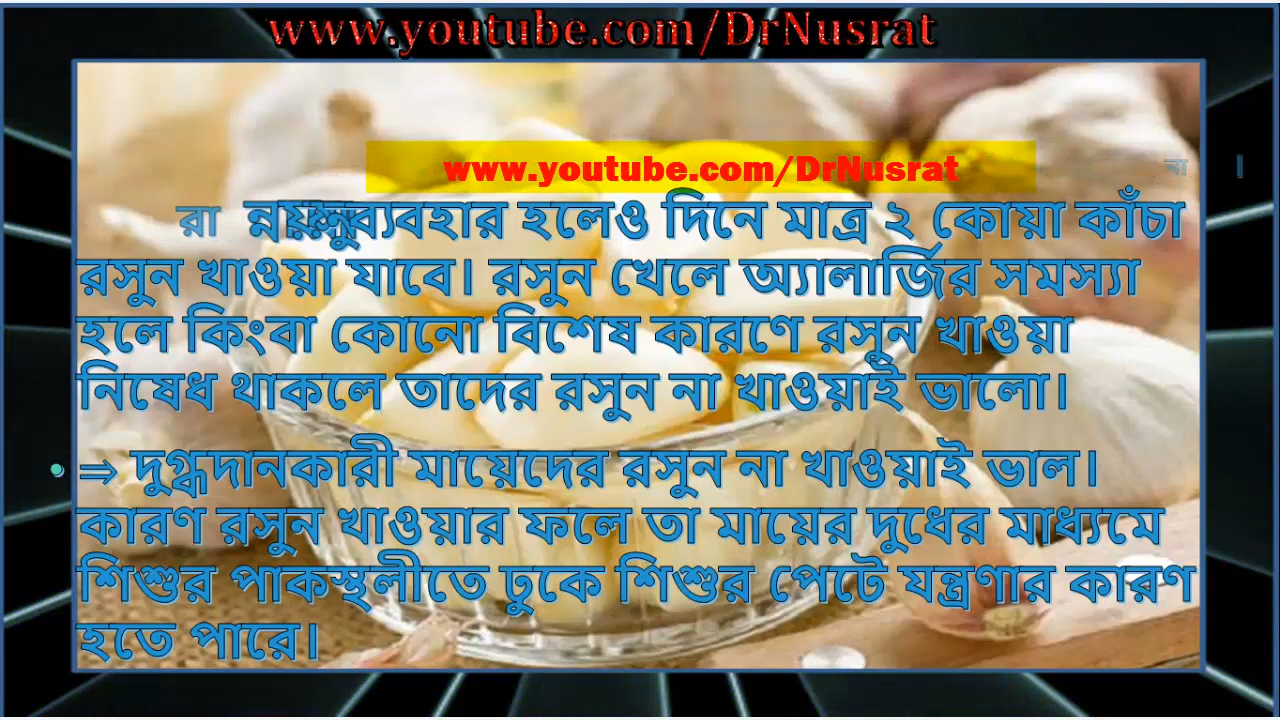 www.youtube.com/DrNusrat
www.youtube.com/DrNusrat
না ।
রা ব্যবহার হলেও দিনে মাত্র ২ কোয়া কাঁচা
রসুন খাওয়া যাবে। রসুন খেলে অ্যালার্জির সমস্যা
হলে কিংবা কোনো বিশেষ কারণে রসুন খাওয়া
নিষেধ থাকলে তাদের রসুন না খাওয়াই ভালো।
• ⇒ দুগ্ধদানকারী মায়েদের রসুন না খাওয়াই ভাল।
কারণ রসুন খাওয়ার ফলে তা মায়ের দুধের মাধ্যমে
শিশুর পাকস্থলীতে ঢুকে শিশুর পেটে যন্ত্রণার কারণ
হতে পারে।